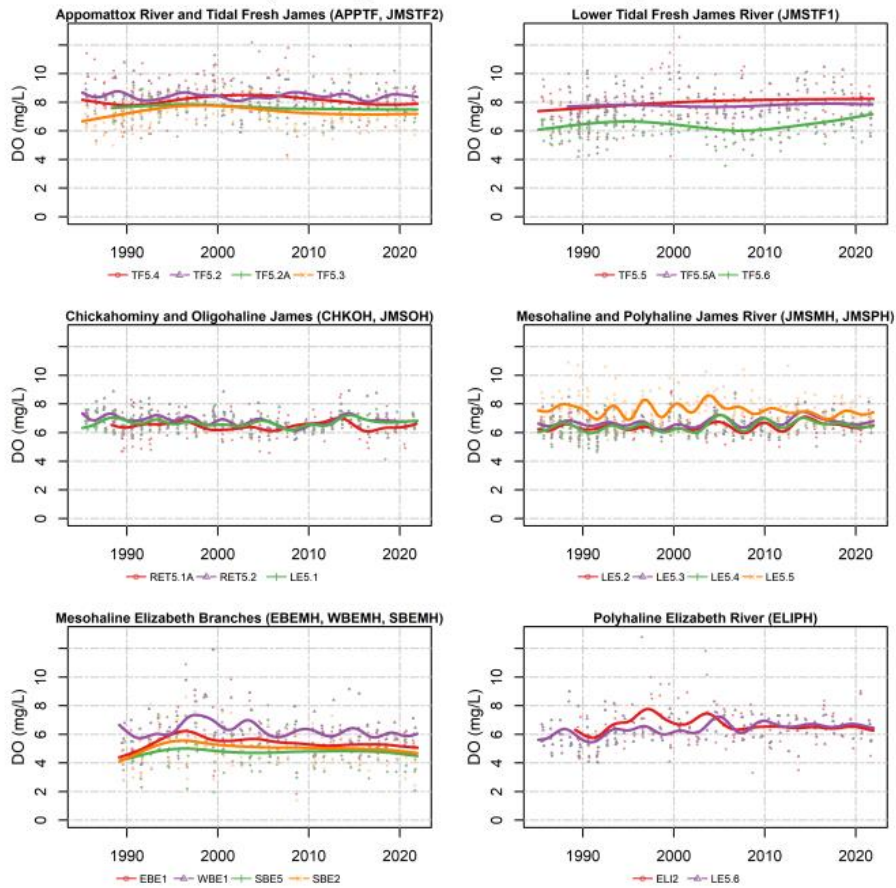 Appomattox River and Tidal Fresh James (APPTF, JMSTF2)
DO (mg/L)
10
8
6
4
2
0
1990 2000 2010 2020
TF5.4 TF5.2 TF5.2A TF5.3
Lower Tidal Fresh James River (JMSTF1)
DO (mg/L)
10
8
6
4
2
0
1990 2000 2010 2020
TF5.5 TF5.5A TF5.6
Chickahominy and Oligohaline James (CHKOH, JMSOH)
DO (mg/L)
10
8
6
4
2
0
1990 2000 2010 2020
RET5.1A RET5.2 LE5.1
Mesohaline and Polyhaline James River (JMSMH, JMSPH)
DO (mg/L)
10
8
6
4
2
0
1990 2000 2010 2020
LE5.2 LE5.3 LE5.4 LE5.5
Mesohaline Elizabeth Branches (EBEMH, WBEMH, SBEMH)
DO (mg/L)
10
8
6
4
2
0
1990 2000 2010 2020
EBE1 WBE1 SBE5 SBE2
Polyhaline Elizabeth River (ELIPH)
DO (mg/L)
10
8
6
4
2
0
1990 2000 2010 2020
ELI2 LE5.6